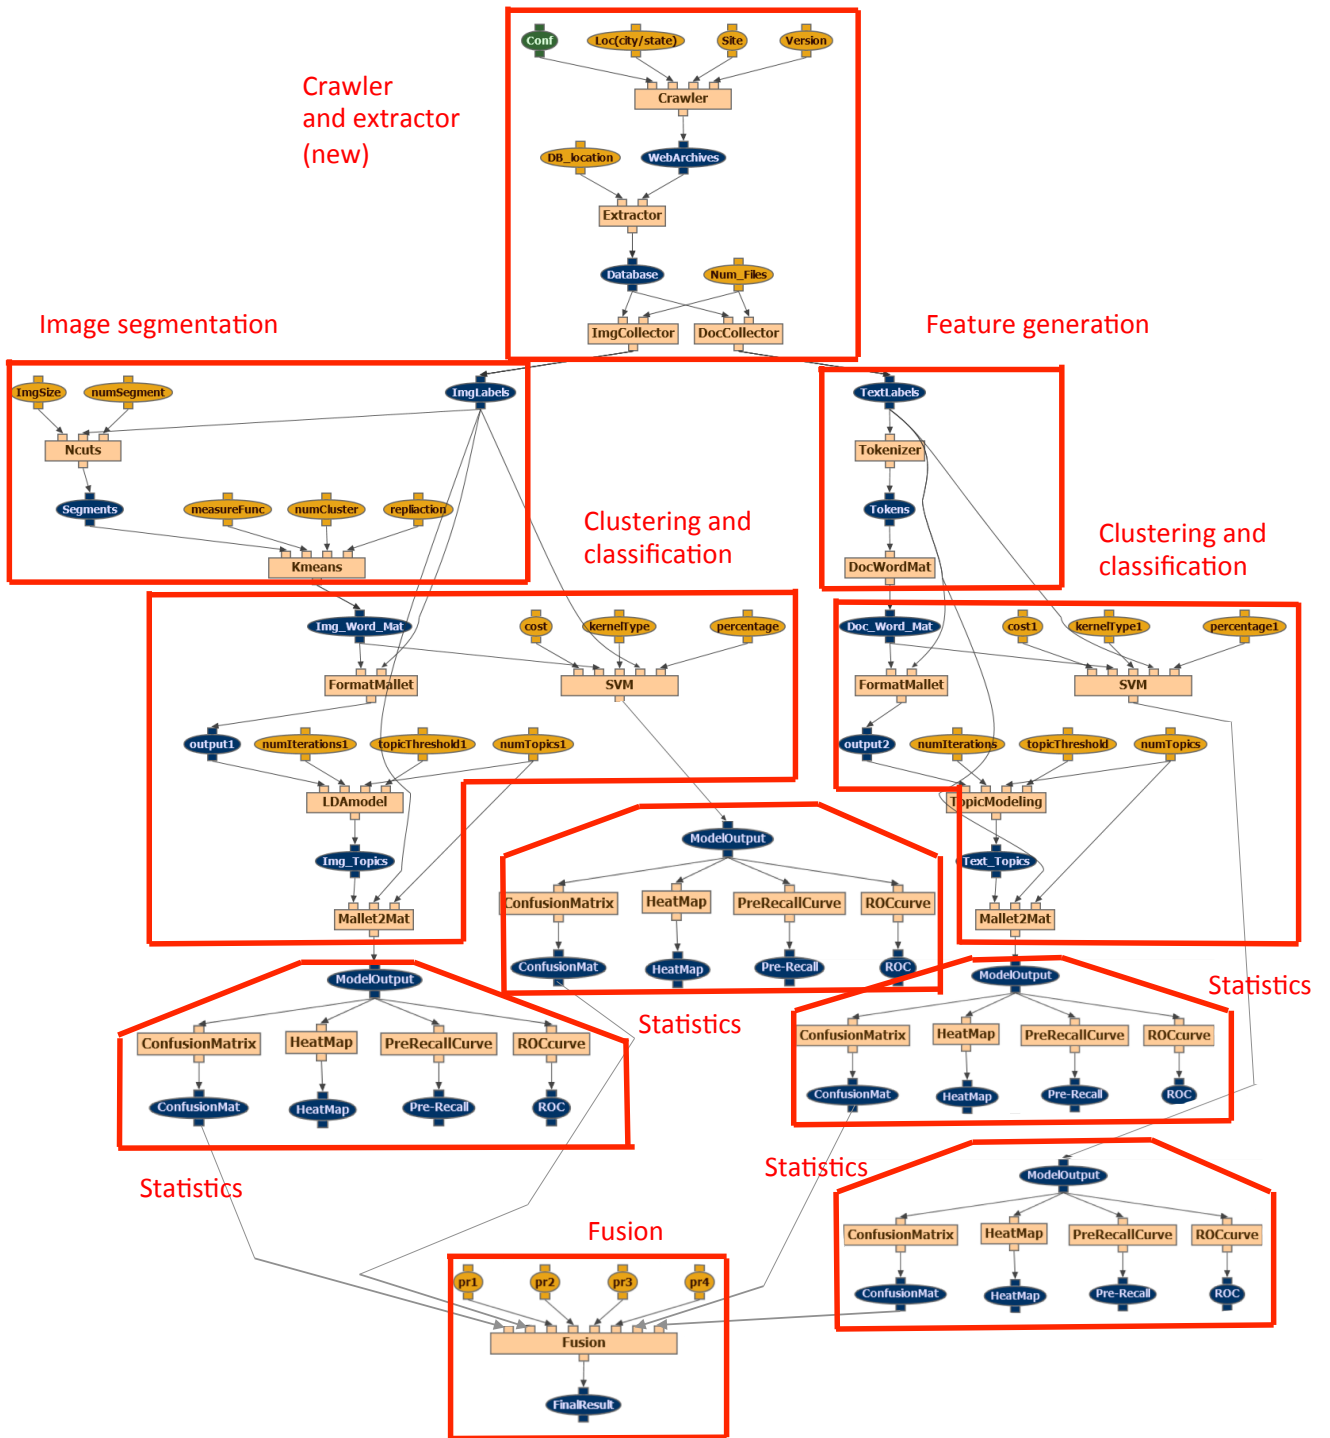 Conf
Loc(city/state)
Site
Version
Crawler
and extractor
(new)
Crawler
DB_location
WebArchives
Extractor
Database
Num_Files
ImgCollector
DocCollector
Image segmentation
Feature generation
ImgSize
numSegment
ImgLabels
Ncuts
Segments
measureFunc
numCluster
repliaction
Kmeans
TextLabels
Tokenizer
Tokens
DocWordMat
Clustering and
classification
Clustering and
classification
Img_Word_Mat
cost
kernelType
percentage
FormatMallet
SVM
output1
numIterations1
topicThreshold1
numTopics1
LDAmodel
Img_Topics
Mallet2Mat
Doc_Word_Mat
cost1
kernelType1
percentage1
FormatMallet
SVM
output2
numIterations
topicThreshold
numTopics
TopicModeling
Text_Topics
Mallet2Mat
ModelOutput
ConfusionMatrix
HeatMap
PreRecallCurve
ROCcurve
ConfusionMat
HeatMap
Pre-Recall
ROC
Statistics
ModelOutput
ConfusionMatrix
HeatMap
PreRecallCurve
ROCcurve
ConfusionMat
HeatMap
Pre-Recall
ROC
Statistics
ModelOutput
ConfusionMatrix
HeatMap
PreRecallCurve
ROCcurve
ConfusionMat
HeatMap
Pre-Recall
ROC
Statistics
Statistics
ModelOutput
ConfusionMatrix
HeatMap
PreRecallCurve
ROCcurve
ConfusionMat
HeatMap
Pre-Recall
ROC
Fusion
pr1
pr2
pr3
pr4
Fusion
FinalResult